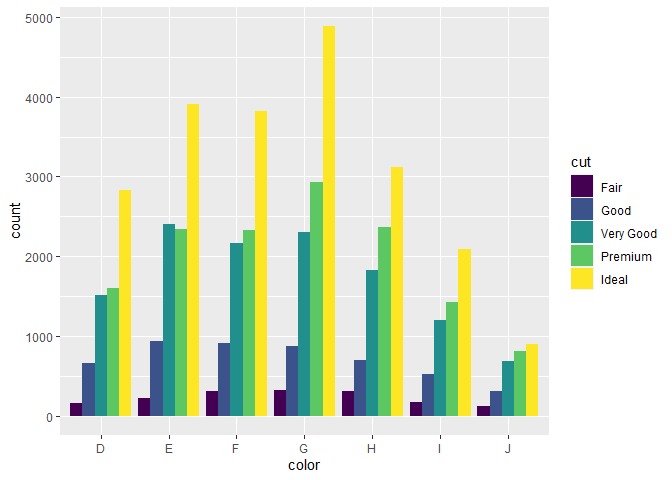 5000
4000
3000
2000
1000
0
count
D E F G H I J
color
cut
Fair
Good
Very Good
Premium
Ideal